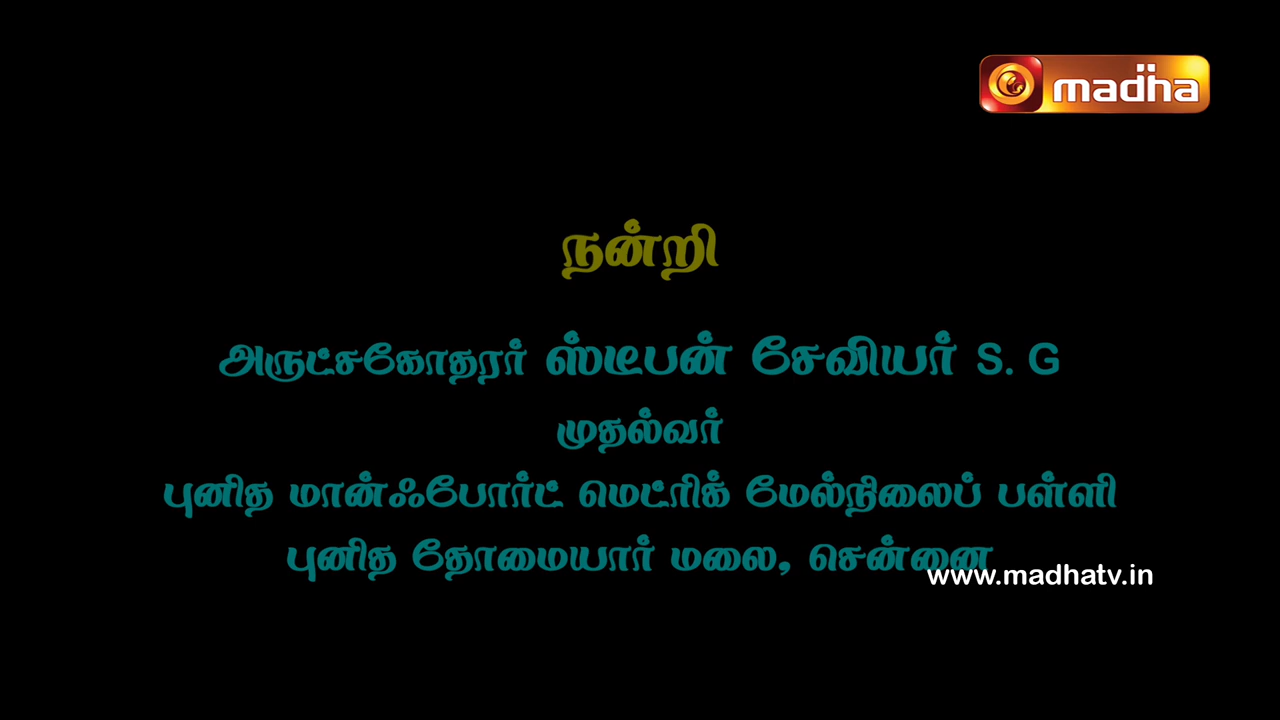 madha
நன்றி
அருட்சகோதரர் ஸ்டீபன் சேவியர் S. G
முதல்வர்
புனித மான்ஃபோர்ட் மெட்ரிக் மேல்நிலைப் பள்ளி
புனித தோமையார் மலை, சென்னை
www.madhatv.in